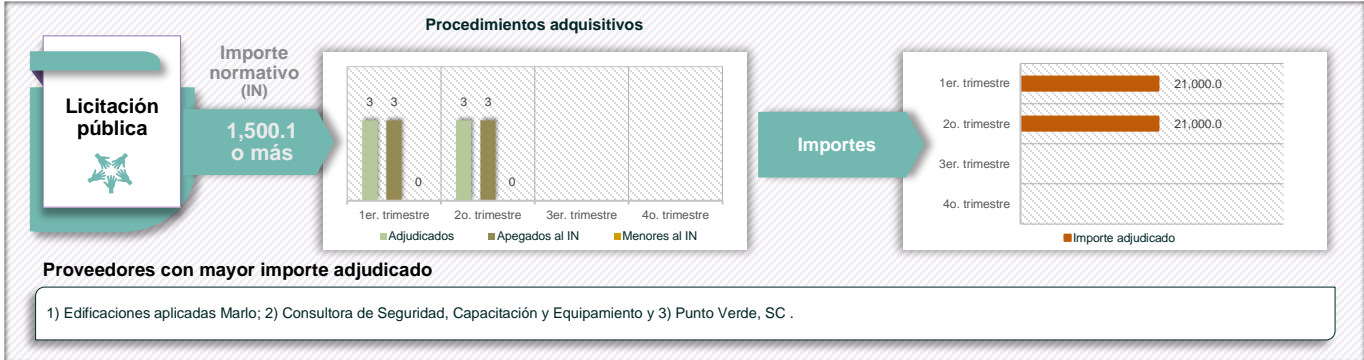 Procedimientos adquisitivos
Licitación
pública
Importe
normativo
(IN)
1,500.1
o más
3 3 0
3 3 0
1er. trimestre 2o. trimestre 3er. trimestre 4o. trimestre
Adjudicados Apegados al IN Menores al IN
Importes
1er. trimestre 21,000.0
2o. trimestre 21,000.0
3er. trimestre
4o. trimestre
Importe adjudicado
Proveedores con mayor importe adjudicado
1) Edificaciones aplicadas Marlo; 2) Consultora de Seguridad, Capacitación y Equipamiento y 3) Punto Verde, SC .